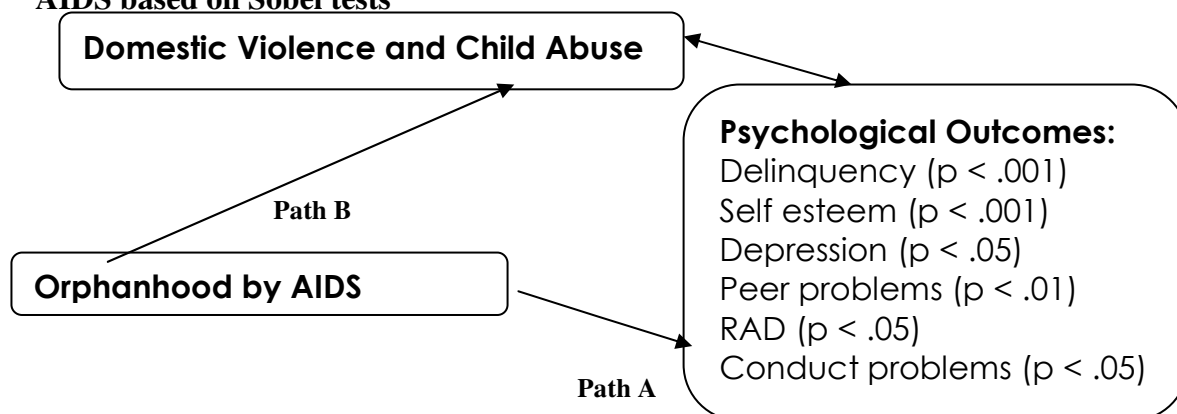 AIDS based on Sobel tests
Domestic Violence and Child Abuse
Psychological Outcomes:
Delinquency (p < .001)
Self esteem (p < .001)
Depression (p < .05)
Peer problems (p < .01)
RAD (p < .05)
Conduct problems (p < .05)
Path B
Orphanhood by AIDS
Path A